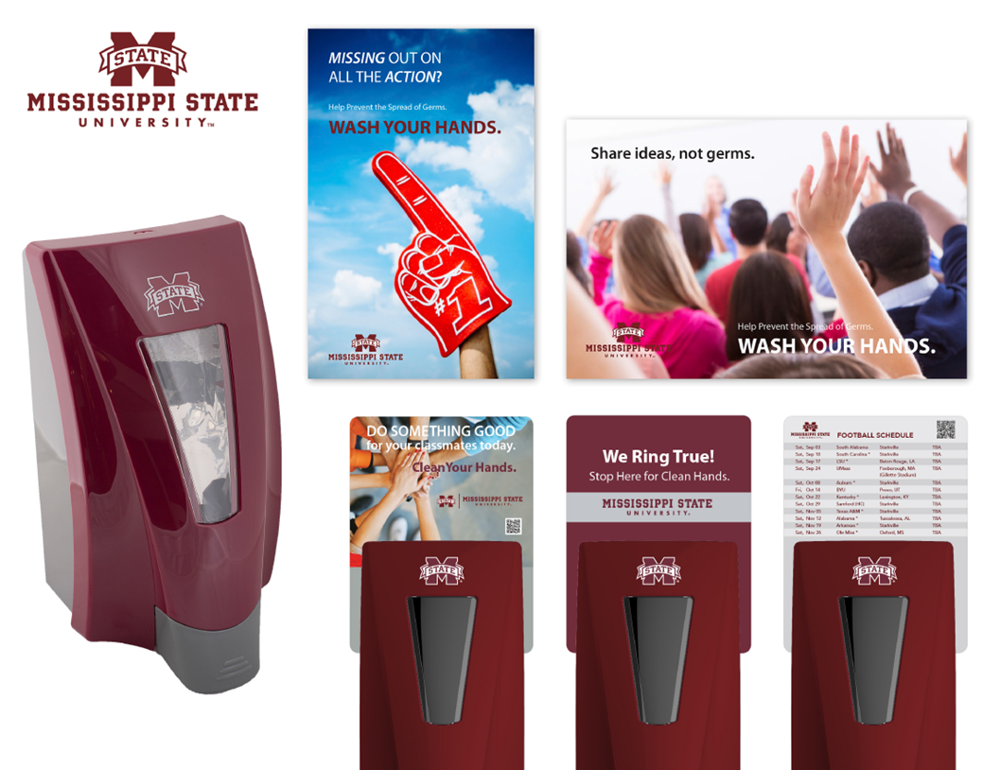 STATE
MISSISSIPPI STATE
UNIVERSITY™
MISSING OUT ON
ALL THE ACTION?
Help Prevent the Spread of Germs.
WASH YOUR HANDS.
#1
STATE
MISSISSIPPI STATE
UNIVERSITY
Share ideas, not germs.
STATE
MISSISSIPPI STATE
UNIVERSITY
Help Prevent the Spread of Germs.
WASH YOUR HANDS.
STATE
DO SOMETHING GOOD
for your classmates today.
Clean Your Hands.
MISSISSIPPI STATE
UNIVERSITY
STATE
We Ring True!
Stop Here for Clean Hands.
MISSISSIPPI STATE
UNIVERSITY
STATE
MISSISSIPPI STATE
UNIVERSITY
FOOTBALL SCHEDULE
Sat, Sep 03 South Alabama Starkville TBA
Sat, Sep 10 South Carolina * Starkville TBA
Sat, Sep 17 LSU * Baton Rouge, LA TBA
Sat, Sep 24 UMass Foxborough, MA TBA
(Gillette Stadium)
Sat, Oct 08 Auburn * Starkville TBA
Fri, Oct 14 BYU Provo, UT TBA
Sat, Oct 22 Kentucky * Lexington, KY TBA
Sat, Oct 29 Samford (HC) Starkville TBA
Sat, Nov 05 Texas A&M * Starkville TBA
Sat, Nov 12 Alabama * Tuscaloosa, AL TBA
Sat, Nov 19 Arkansas * Starkville TBA
Sat, Nov 26 Ole Miss * Oxford, MS TBA
STATE